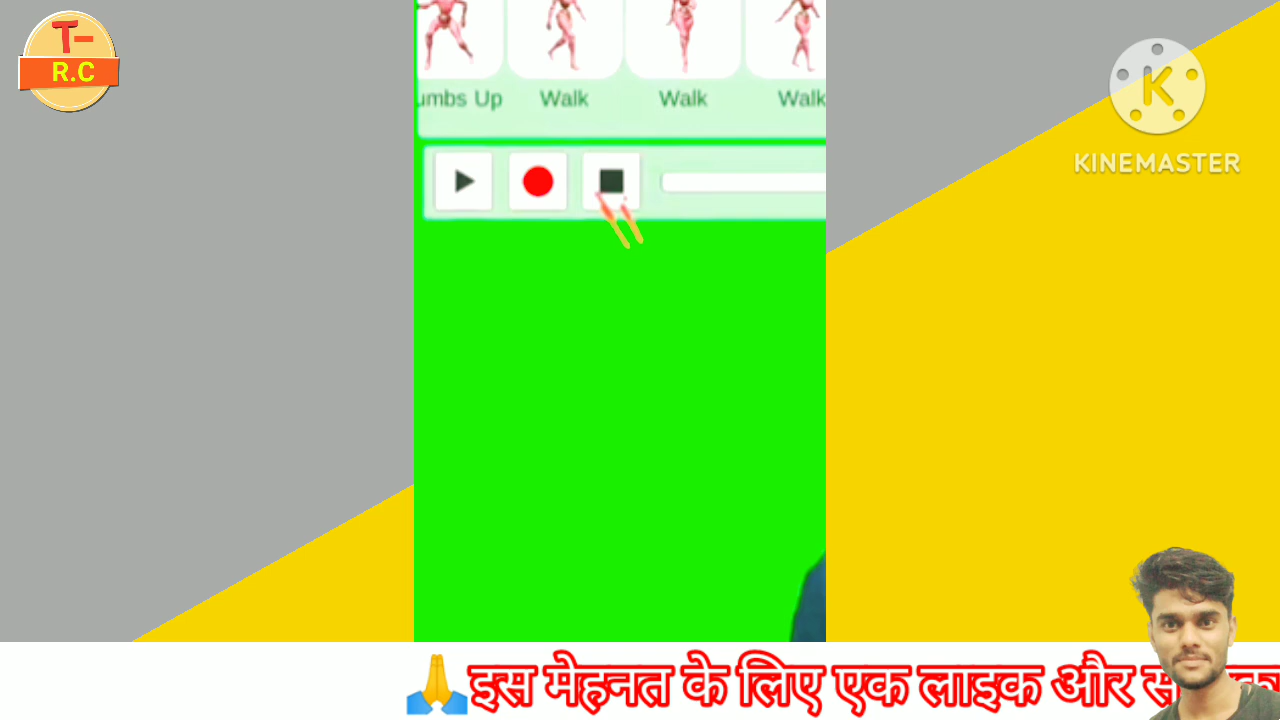 T-
R.C
umbs Up Walk Walk Walk
KINEMASTER
🙏इस मेहनत के लिए एक लाइक और